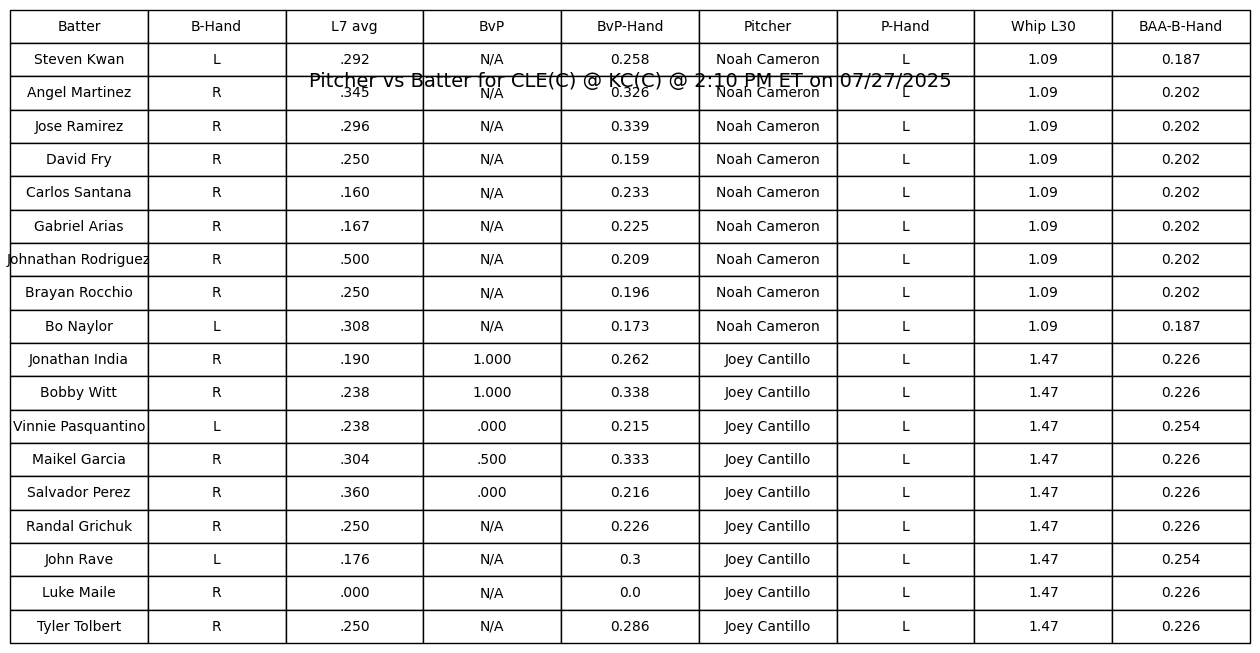 Batter B-Hand L7 avg BvP BvP-Hand Pitcher P-Hand Whip L30 BAA-B-Hand
Steven Kwan L .292 N/A 0.258 Noah Cameron L 1.09 0.187
Pitcher vs Batter for CLE(C) @ KC(C) @ 2:10 PM ET on 07/27/2025
Angel Martinez R .345 N/A 0.326 Noah Cameron L 1.09 0.202
Jose Ramirez R .296 N/A 0.339 Noah Cameron L 1.09 0.202
David Fry R .250 N/A 0.159 Noah Cameron L 1.09 0.202
Carlos Santana R .160 N/A 0.233 Noah Cameron L 1.09 0.202
Gabriel Arias R .167 N/A 0.225 Noah Cameron L 1.09 0.202
Johnathan Rodriguez R .500 N/A 0.209 Noah Cameron L 1.09 0.202
Brayan Rocchio R .250 N/A 0.196 Noah Cameron L 1.09 0.202
Bo Naylor L .308 N/A 0.173 Noah Cameron L 1.09 0.187
Jonathan India R .190 1.000 0.262 Joey Cantillo L 1.47 0.226
Bobby Witt R .238 1.000 0.338 Joey Cantillo L 1.47 0.226
Vinnie Pasquantino L .238 .000 0.215 Joey Cantillo L 1.47 0.254
Maikel Garcia R .304 .500 0.333 Joey Cantillo L 1.47 0.226
Salvador Perez R .360 .000 0.216 Joey Cantillo L 1.47 0.226
Randal Grichuk R .250 N/A 0.226 Joey Cantillo L 1.47 0.226
John Rave L .176 N/A 0.3 Joey Cantillo L 1.47 0.254
Luke Maile R .000 N/A 0.0 Joey Cantillo L 1.47 0.226
Tyler Tolbert R .250 N/A 0.286 Joey Cantillo L 1.47 0.226